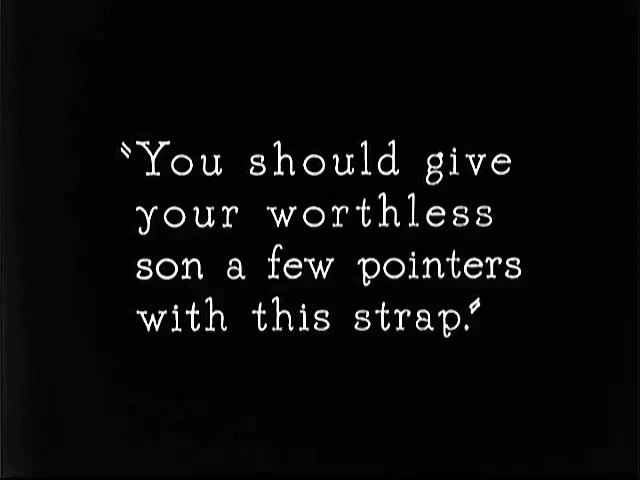 "You should give
your worthless
son a few pointers
with this strap."